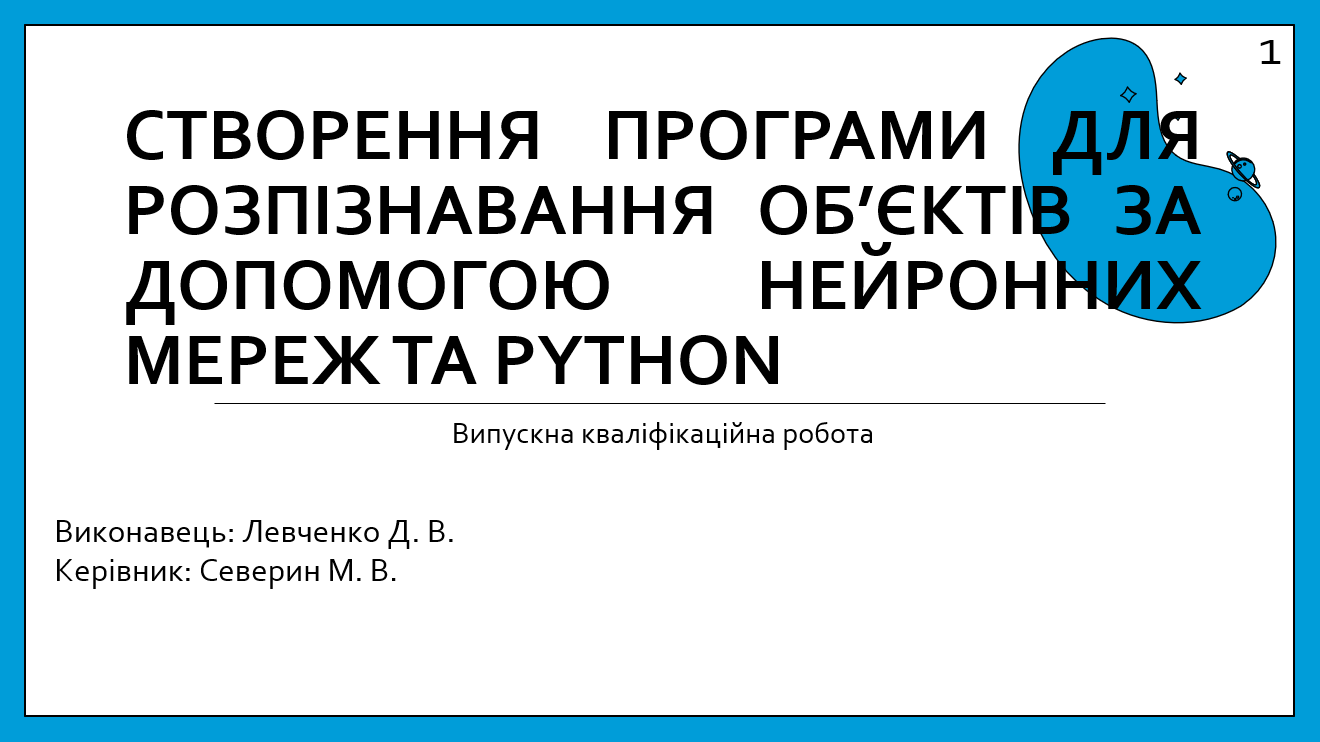 1
СТВОРЕННЯ ПРОГРАМИ ДЛЯ
РОЗПІЗНАВАННЯ ОБ’ЄКТІВ ЗА
ДОПОМОГОЮ НЕЙРОННИХ
МЕРЕЖ ТА PYTHON
Випускна кваліфікаційна робота
Виконавець: Левченко Д. В.
Керівник: Северин М. В.